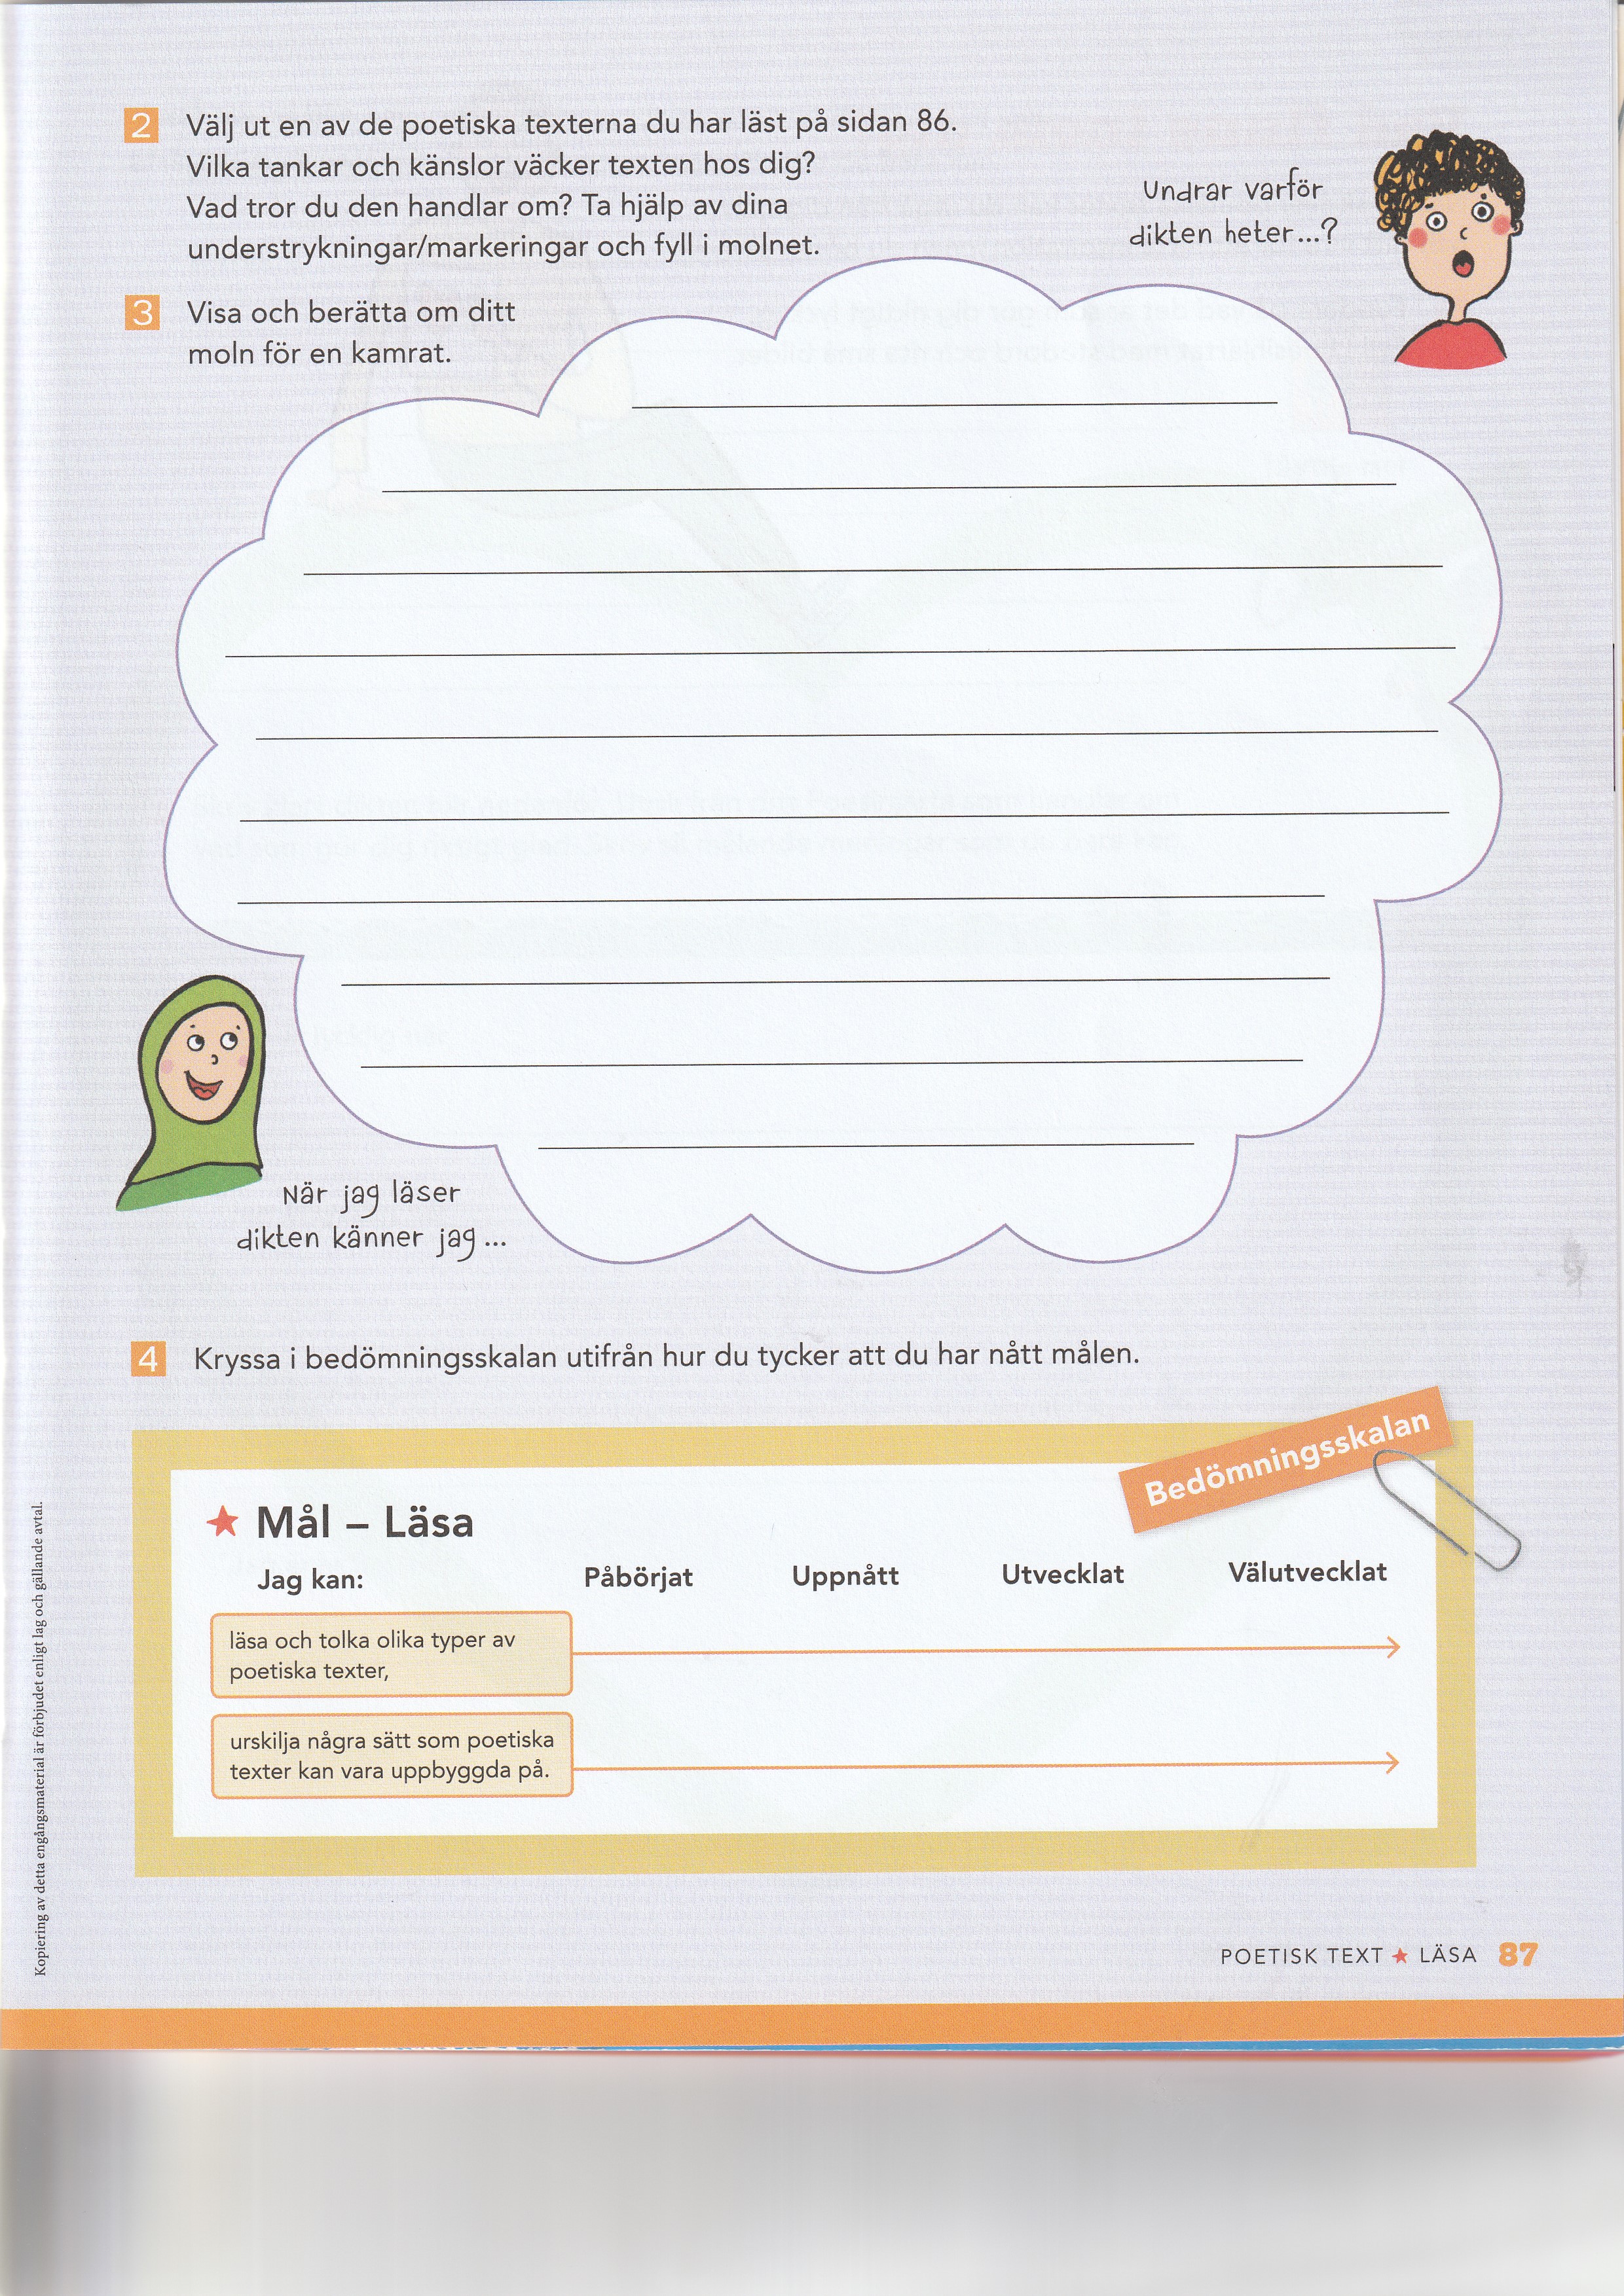 2 Välj ut en av de poetiska texterna du har läst på sidan 86.
Vilka tankar och känslor väcker texten hos dig?
Vad tror du den handlar om? Ta hjälp av dina
understrykningar/markeringar och fyll i molnet.
Undrar varför
dikten heter...?
3 Visa och berätta om ditt
moln för en kamrat.
När jag läser
dikten känner jag...
4 Kryssa i bedömningsskalan utifrån hur du tycker att du har nått målen.
Bedömningsskalan
Mål – Läsa
Jag kan: Påbörjat Uppnått Utvecklat Välutvecklat
läsa och tolka olika typer av
poetiska texter,
urskilja några sätt som poetiska
texter kan vara uppbyggda på.
Kopiering av detta engångsmaterial är förbjudet enligt lag och gällande avtal.
POETISK TEXT ★ LÄSA 87